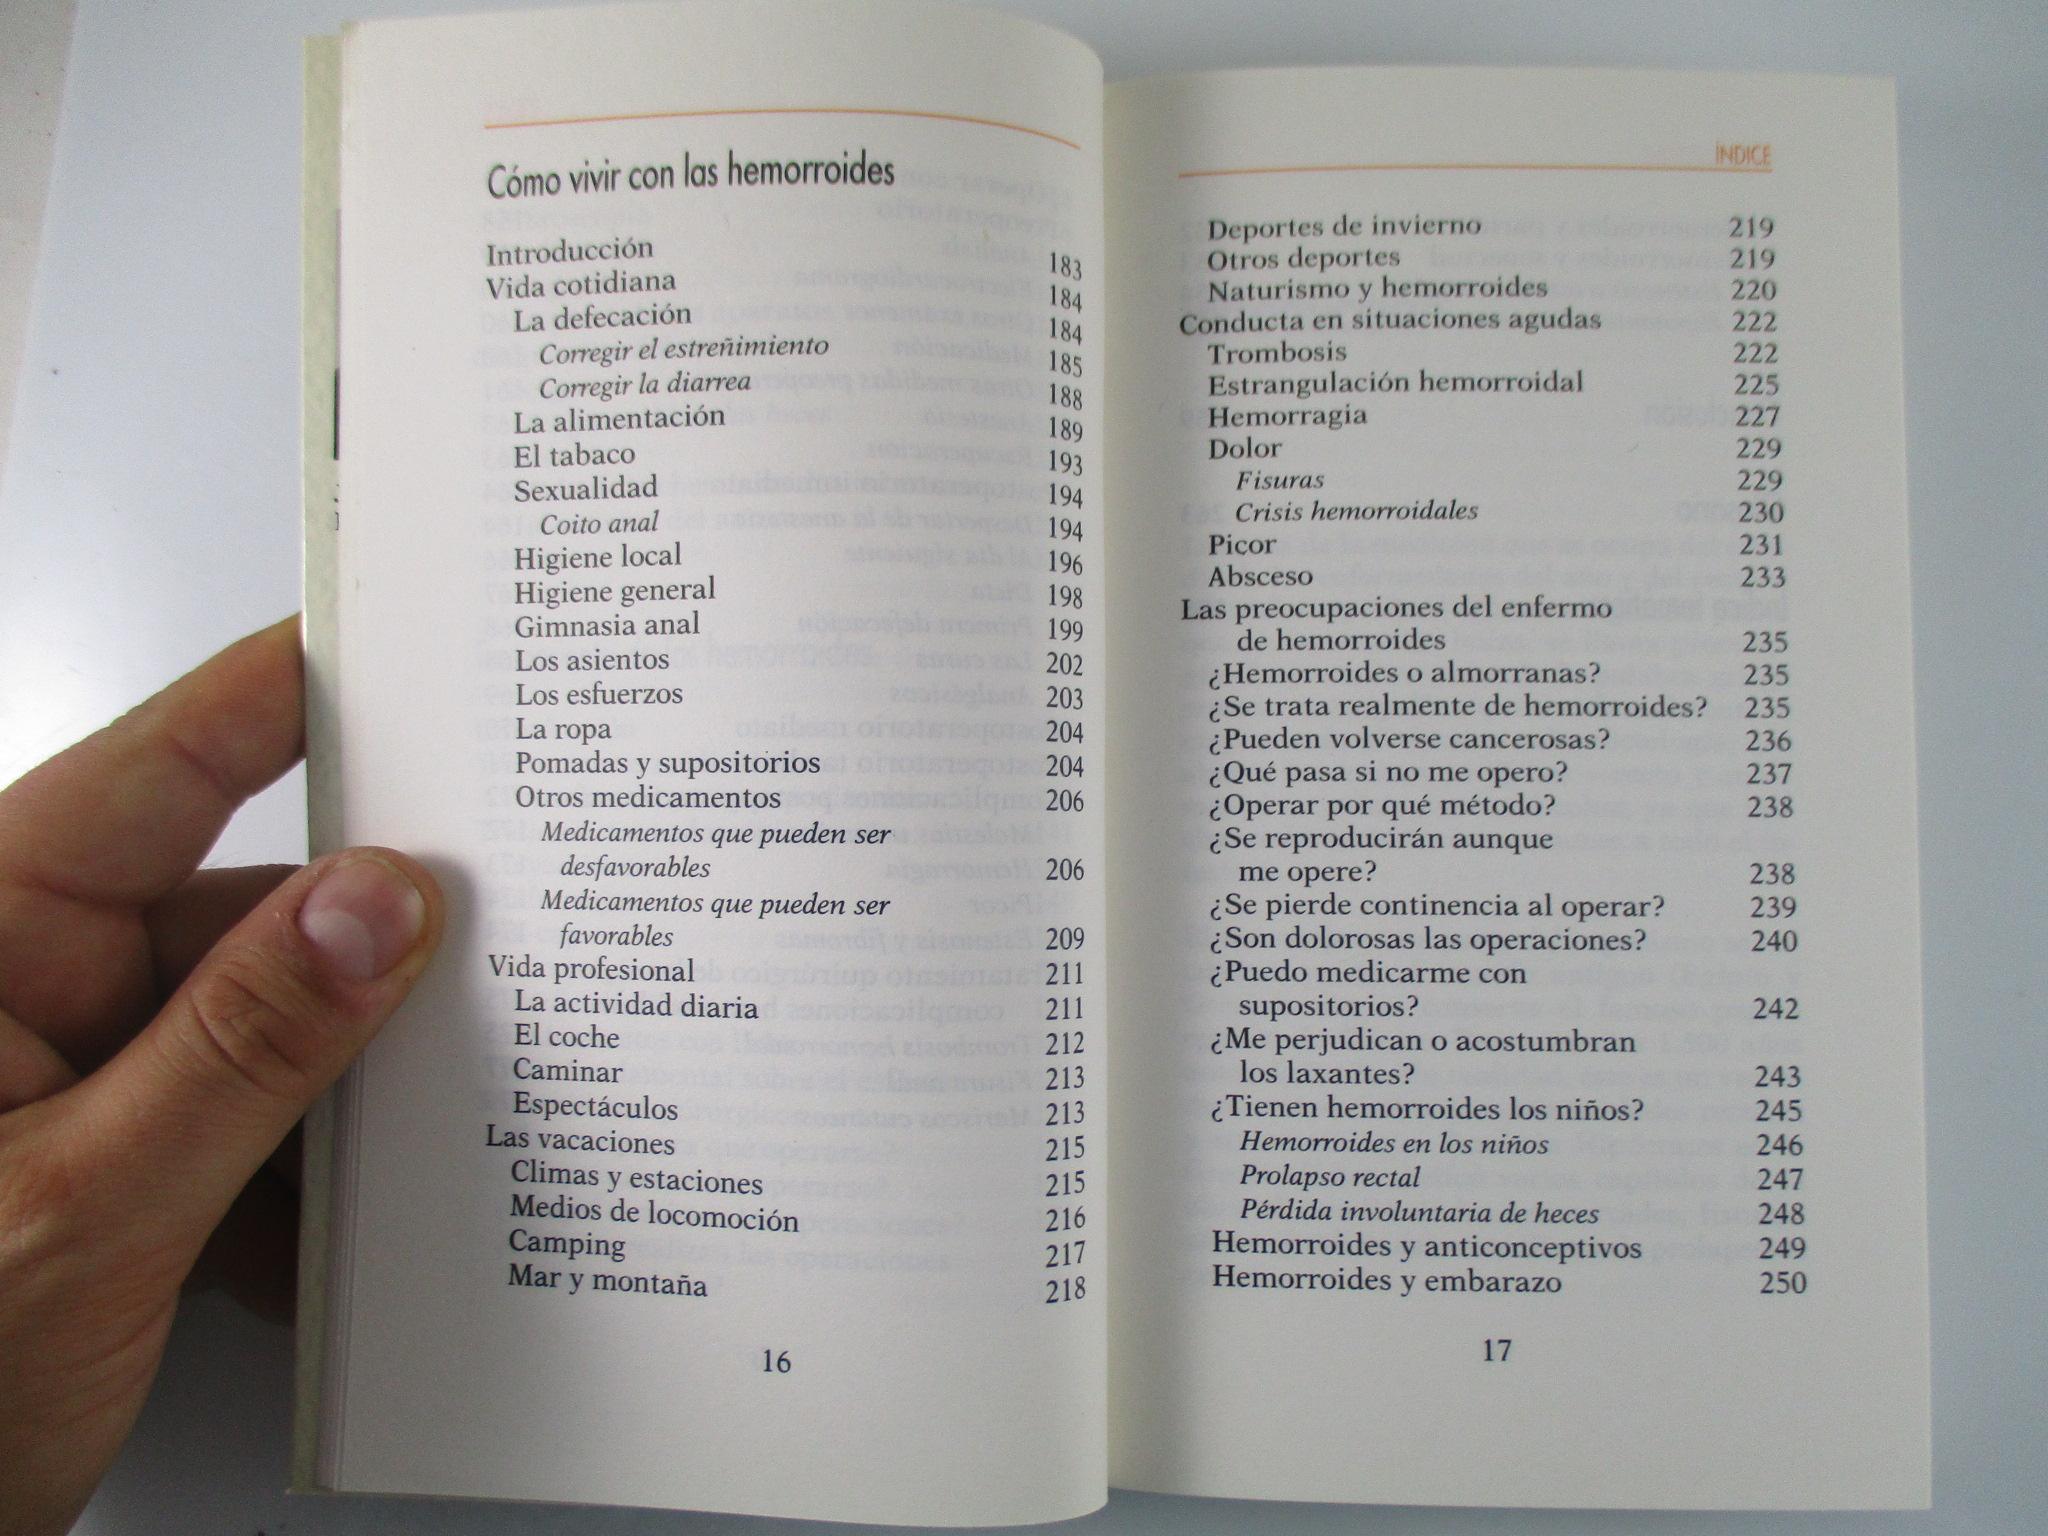 Cómo vivir con las hemorroides
Introducción 183
Vida cotidiana 184
La defecación 184
Corregir el estreñimiento 185
Corregir la diarrea 188
La alimentación 189
El tabaco 193
Sexualidad 194
Coito anal 194
Higiene local 196
Higiene general 198
Gimnasia anal 199
Los asientos 202
Los esfuerzos 203
La ropa 204
Pomadas y supositorios 204
Otros medicamentos 206
Medicamentos que pueden ser
desfavorables 206
Medicamentos que pueden ser
favorables 209
Vida profesional 211
La actividad diaria 211
El coche 212
Caminar 213
Espectáculos 213
Las vacaciones 215
Climas y estaciones 215
Medios de locomoción 216
Camping 217
Mar y montaña 218
16
ÍNDICE
Deportes de invierno 219
Otros deportes 219
Naturismo y hemorroides 220
Conducta en situaciones agudas 222
Trombosis 222
Estrangulación hemorroidal 225
Hemorragia 227
Dolor 229
Fisuras 229
Crisis hemorroidales 230
Picor 231
Absceso 233
Las preocupaciones del enfermo
de hemorroides 235
¿Hemorroides o almorranas? 235
¿Se trata realmente de hemorroides? 235
¿Pueden volverse cancerosas? 236
¿Qué pasa si no me opero? 237
¿Operar por qué método? 238
¿Se reproducirán aunque
me opere? 238
¿Se pierde continencia al operar? 239
¿Son dolorosas las operaciones? 240
¿Puedo medicarme con
supositorios? 242
¿Me perjudican o acostumbran
los laxantes? 243
¿Tienen hemorroides los niños? 245
Hemorroides en los niños 246
Prolapso rectal 247
Pérdida involuntaria de heces 248
Hemorroides y anticonceptivos 249
Hemorroides y embarazo 250
17